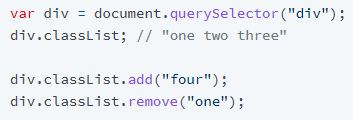 var div = document.querySelector("div");
div.classList; // "one two three"
div.classList.add("four");
div.classList.remove("one");